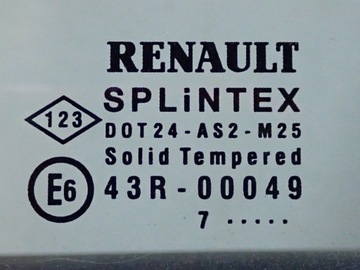 RENAULT
SPLiNTEX
123
DOT24-AS2-M25
Solid Tempered
E6
43R-00049
7 .....